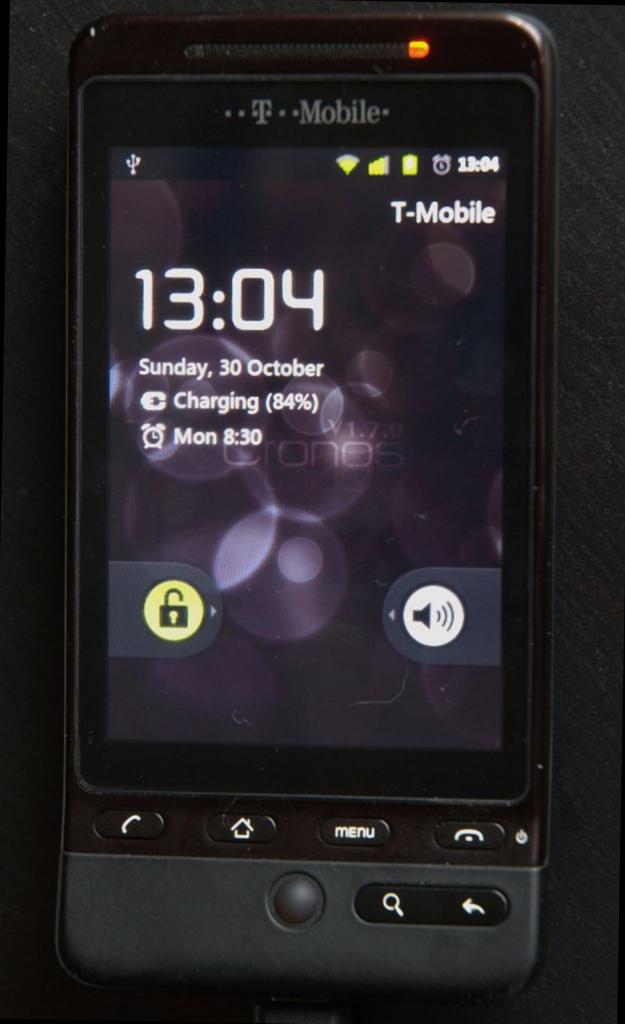 T-Mobile
13:04
T-Mobile
13:04
Sunday, 30 October
Charging (84%)
Mon 8:30
V1.7.0
Cronos
MENU